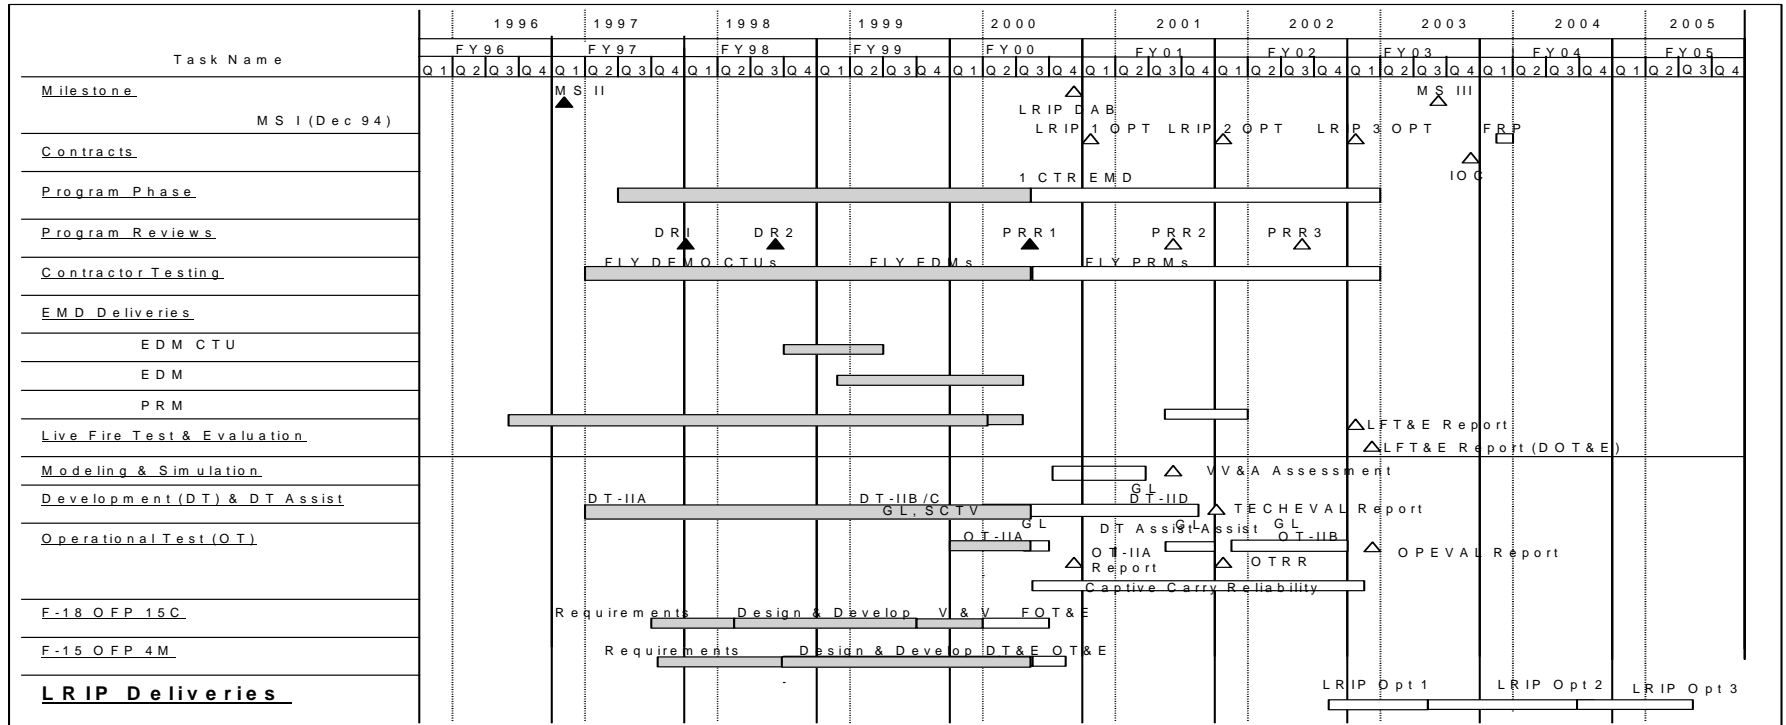 1996 1997 1998 1999 2000 2001 2002 2003 2004 2005
FY96 FY97 FY98 FY99 FY00 FY01 FY02 FY03 FY04 FY05
Task Name
Q1 Q2 Q3 Q4 Q1 Q2 Q3 Q4 Q1 Q2 Q3 Q4 Q1 Q2 Q3 Q4 Q1 Q2 Q3 Q4 Q1 Q2 Q3 Q4 Q1 Q2 Q3 Q4 Q1 Q2 Q3 Q4 Q1 Q2 Q3 Q4 Q1 Q2 Q3 Q4
Milestone MS II MS III
LRIP DAB
MS I (Dec 94)
LRIP 1 OPT LRIP 2 OPT LRIP 3 OPT FRP
Contracts
IOC
Program Phase 1 CTR EMD
Program Reviews DR1 DR2 PRR1 PRR2 PRR3
Contractor Testing FLY DEMO CTUs FLY EDMs FLY PRMs
EMD Deliveries
EDM CTU
EDM
PRM
LFT&E Report
Live Fire Test & Evaluation
LFT&E Report (DOT&E)
Modeling & Simulation VV&A Assessment
GL
Development (DT) & DT Assist DT-IIA DT-IIB/C DT-IID
GL, SCTV TECHEVAL Report
GL DT Assist Assist GL GL
Operational Test (OT) OT-IIA OT-IIB
OT-IIA OPEVAL Report
Report OTRR
Captive Carry Reliability
F-18 OFP 15C Requirements Design & Develop V & V FOT&E
F-15 OFP 4M Requirements Design & Develop DT&E OT&E
LRIP Deliveries LRIP Opt 1 LRIP Opt 2 LRIP Opt 3